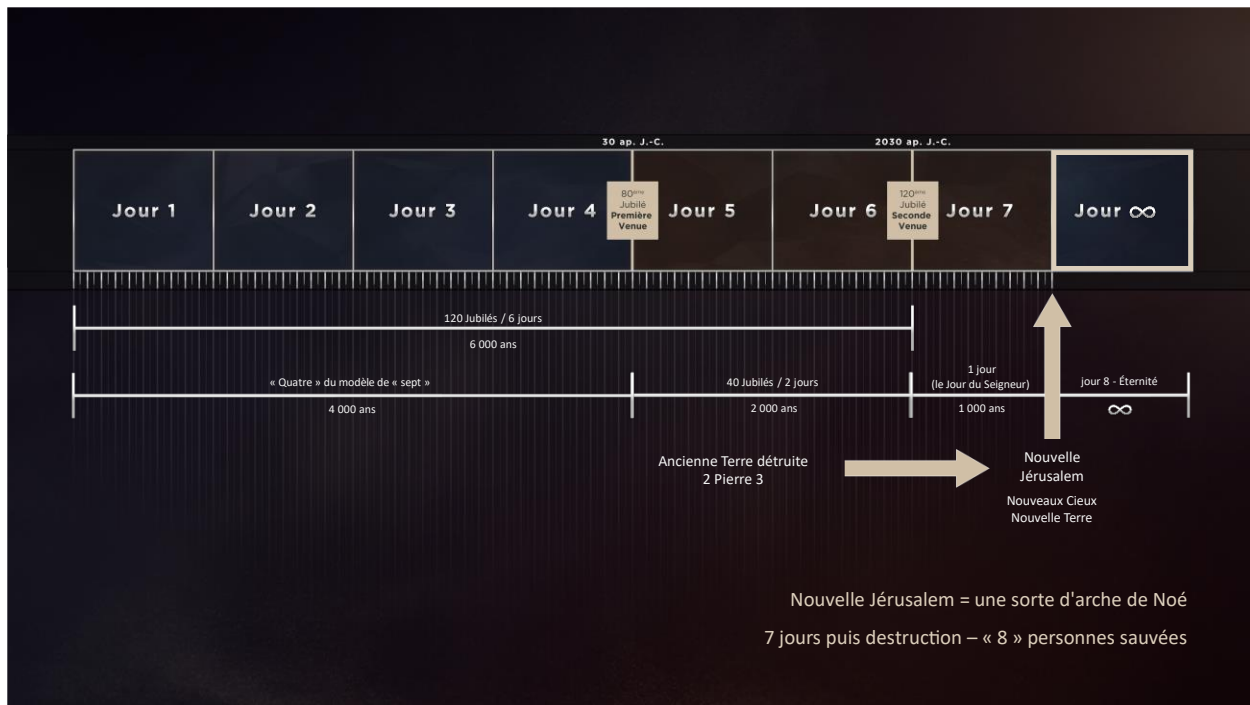 30 ap. J.-C.
2030 ap. J.-C.
Jour 1
Jour 2
Jour 3
Jour 4
80ème
Jubilé
Première
Venue
Jour 5
Jour 6
120ème
Jubilé
Seconde
Venue
Jour 7
Jour ∞
120 Jubilés / 6 jours
6 000 ans
« Quatre » du modèle de « sept »
4 000 ans
40 Jubilés / 2 jours
2 000 ans
1 jour
(le Jour du Seigneur)
1 000 ans
jour 8 - Éternité
∞
Ancienne Terre détruite
2 Pierre 3
Nouvelle
Jérusalem
Nouveaux Cieux
Nouvelle Terre
Nouvelle Jérusalem = une sorte d'arche de Noé
7 jours puis destruction – « 8 » personnes sauvées